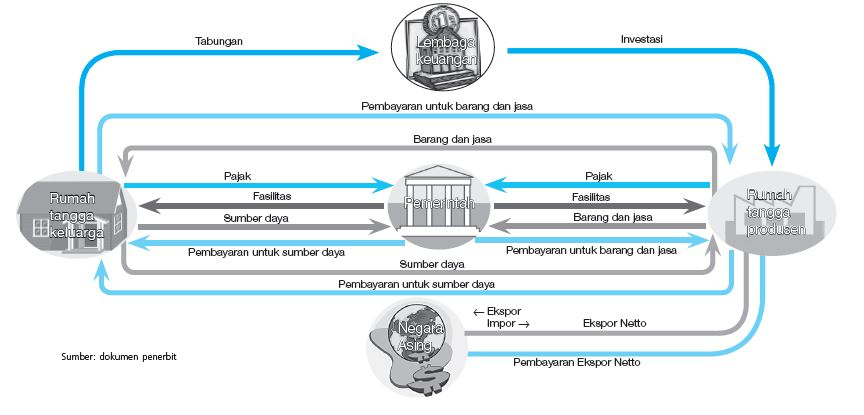 Tabungan
Lembaga
keuangan
Investasi
Pembayaran untuk barang dan jasa
Barang dan jasa
Pajak
Pajak
Fasilitas
Fasilitas
Rumah
tangga
keluarga
Pemerintah
Rumah
tangga
produsen
Sumber daya
Barang dan jasa
Pembayaran untuk sumber daya
Pembayaran untuk barang dan jasa
Sumber daya
Pembayaran untuk sumber daya
← Ekspor
Impor →
Ekspor Netto
Negara
Asing
Pembayaran Ekspor Netto
Sumber: dokumen penerbit